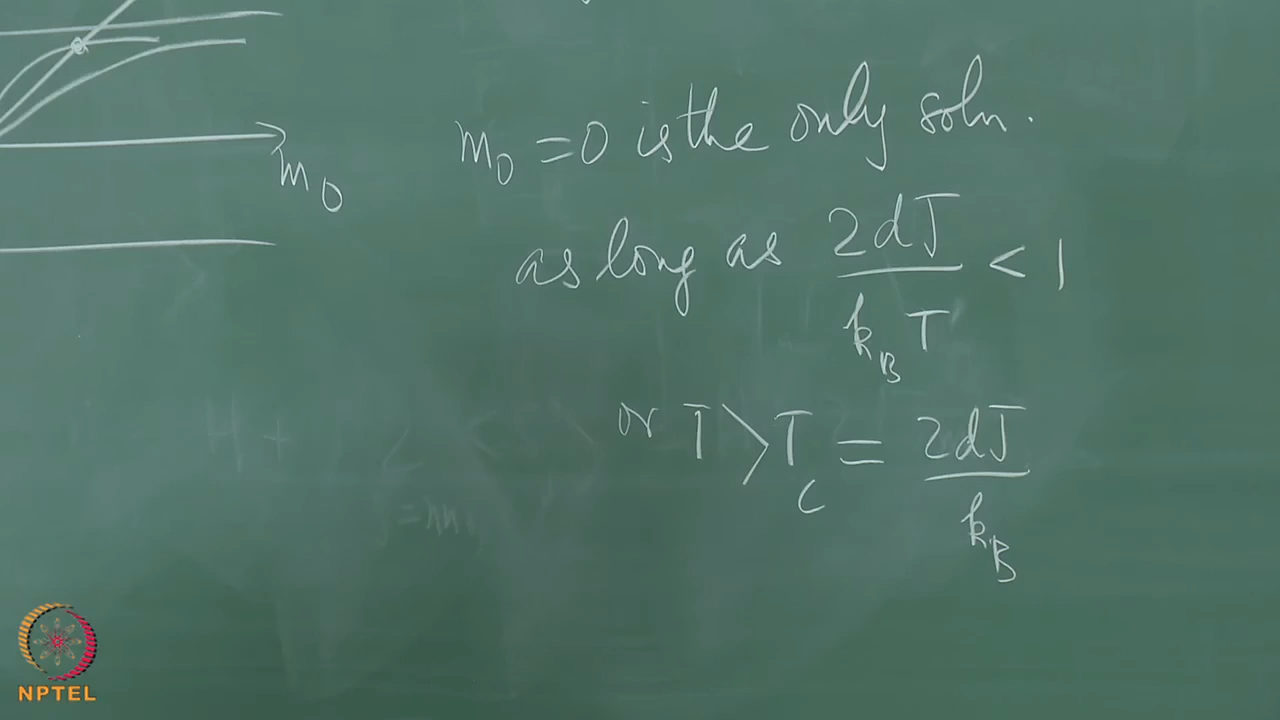 m₀ = 0 is the only soln.
m₀
as long as 2dJ / k_B T < 1
or T > T_C = 2dJ / k_B
NPTEL